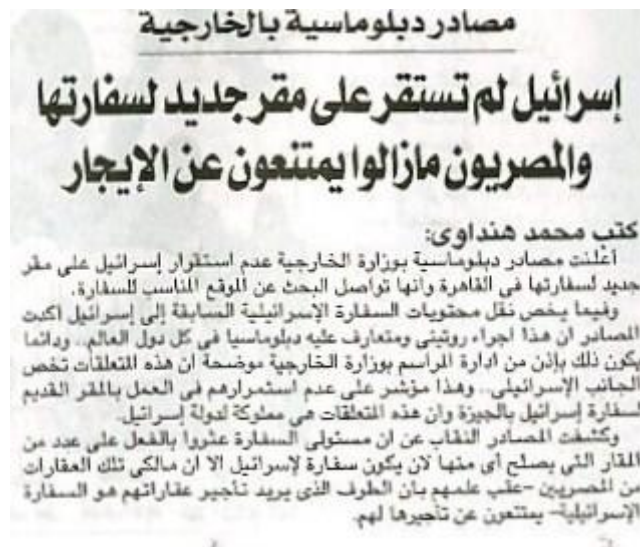 مصادر دبلوماسية بالخارجية
إسرائيل لم تستقر على مقر جديد لسفارتها
والمصريون مازالوا يمتنعون عن الإيجار
كتب محمد هنداوى:
أعلنت مصادر دبلوماسية بوزارة الخارجية عدم استقرار إسرائيل على مقر
جديد لسفارتها فى القاهرة وأنها تواصل البحث عن الموقع المناسب للسفارة.
وفيما يخص نقل محتويات السفارة الإسرائيلية السابقة إلى إسرائيل أكدت
المصادر ان هذا اجراء روتينى ومتعارف عليه دبلوماسيا فى كل دول العالم.. ودائما
يكون ذلك بإذن من ادارة المراسم بوزارة الخارجية موضحة ان هذه المتعلقات تخص
الجانب الإسرائيلى.. وهذا مؤشر على عدم استمرارهم فى العمل بالمقر القديم
لسفارة إسرائيل بالجيزة وان هذه المتعلقات هى مملوكة لدولة إسرائيل.
وكشفت المصادر النقاب عن ان مسئولى السفارة عثروا بالفعل على عدد من
المقار التى يصلح أى منها لان يكون سفارة لإسرائيل الا ان مالكى تلك العقارات
من المصريين -عقب علمهم بان الطرف الذى يريد تأجير عقاراتهم هو السفارة
الإسرائيلية- يمتنعون عن تأجيرها لهم.